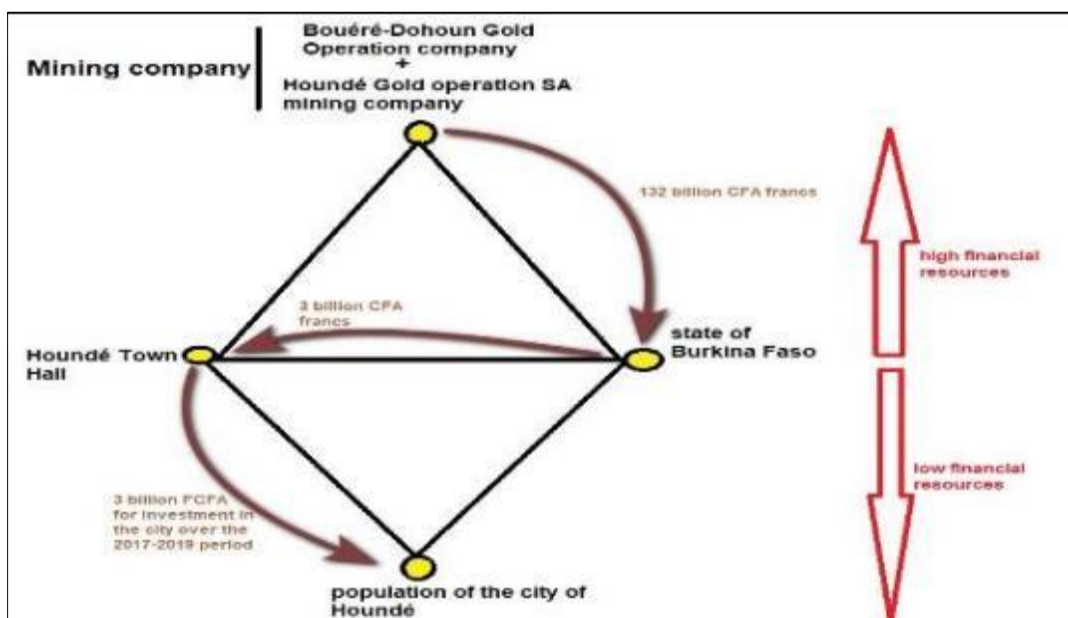 Mining company
Bouéré-Dohoun Gold
Operation company
+
Houndé Gold operation SA
mining company
132 billion CFA francs
high financial
resources
3 billion CFA
francs
Houndé Town
Hall
state of
Burkina Faso
low financial
resources
3 billion FCFA
for investment in
the city over the
2017-2019 period
population of the city of
Houndé